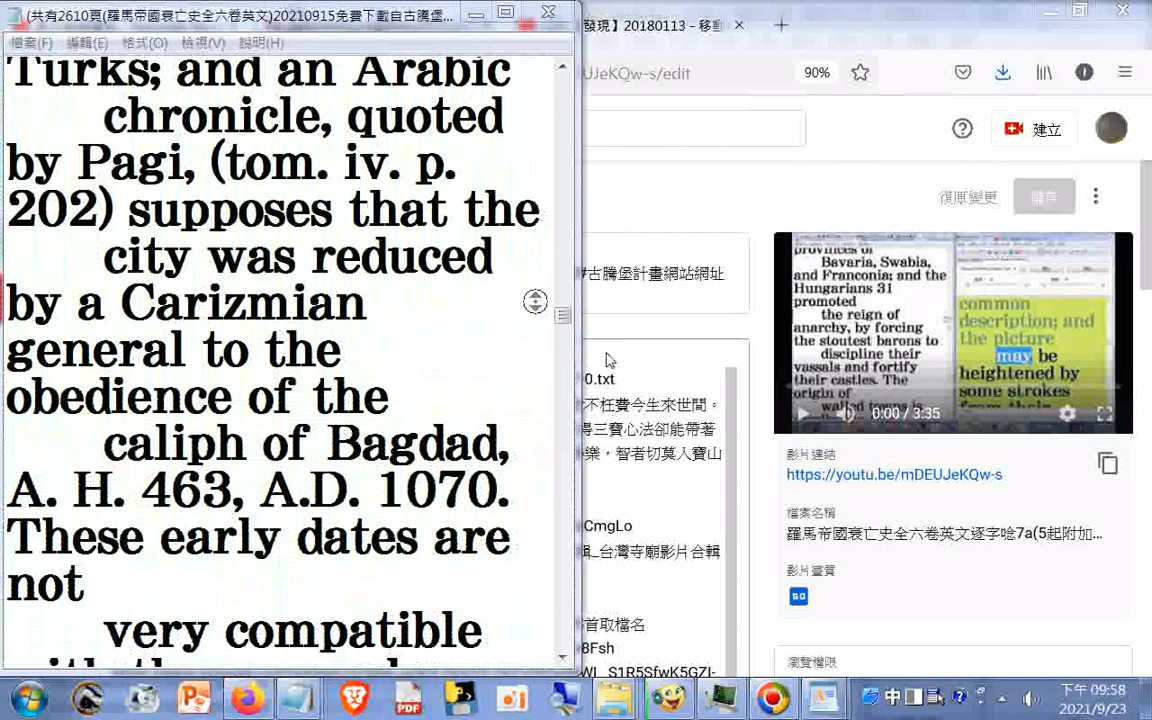 (共有2610頁(羅馬帝國衰亡史全六卷英文)20210915免費下載自古騰堡...
檔案(F) 編輯(E) 格式(O) 檢視(V) 說明(H)
Turks; and an Arabic
chronicle, quoted
by Pagi, (tom. iv. p.
202) supposes that the
city was reduced
by a Carizmian
general to the
obedience of the
caliph of Bagdad,
A. H. 463, A.D. 1070.
These early dates are
not
very compatible
發現】20180113 - 移動
UJeKQw-s/edit
90%
建立
復原變更
#古騰堡計畫網站網址
0.txt
不枉費今生來世間。
得三寶心法卻能帶著
樂，智者切莫入寶山
CmgLo
輯_台灣寺廟影片合輯
首取檔名
8Fsh
WI_S1R5SfwK5GZI-
provinces of
Bavaria, Swabia,
and Franconia; and the
Hungarians 31
promoted
the reign of
anarchy, by forcing
the stoutest barons to
discipline their
vassals and fortify
their castles. The
origin of
walled towns is
common
description; and
the picture
may be
heightened by
some strokes
0:00 / 3:35
影片連結
https://youtu.be/mDEUJeKQw-s
檔案名稱
羅馬帝國衰亡史全六卷英文逐字唸7a(5起附加...
影片畫質
SD
瀏覽權限
中
下午 09:58
2021/9/23